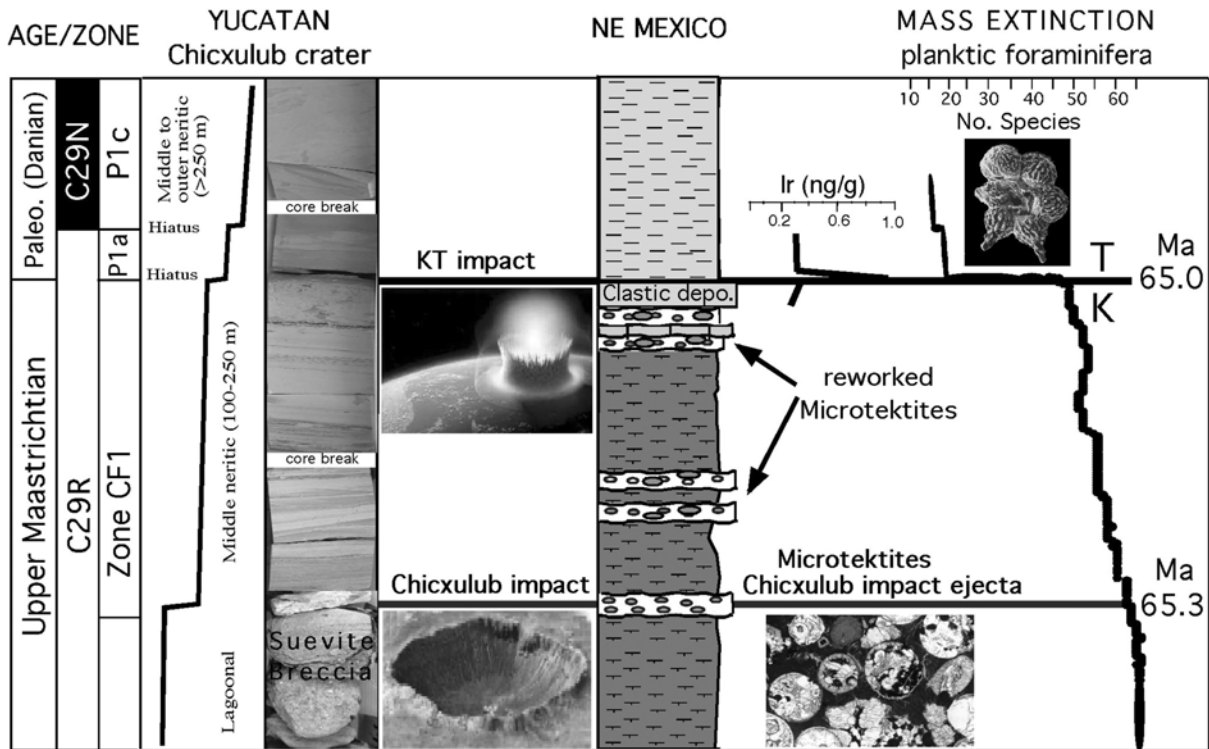 AGE/ZONE
YUCATAN
Chicxulub crater
NE MEXICO
MASS EXTINCTION
planktic foraminifera
Paleo. (Danian)
Upper Maastrichtian
C29N
C29R
P1c
P1a
Zone CF1
Middle to
outer neritic
(>250 m)
Hiatus
Hiatus
Middle neritic (100-250 m)
Lagoonal
core break
core break
Suevite
Breccia
KT impact
Chicxulub impact
Clastic depo.
reworked
Microtektites
Microtektites
Chicxulub impact ejecta
Ir (ng/g)
0.3 0.6 1.0
10 20 30 40 50 60
No. Species
T
K
Ma
65.0
Ma
65.3